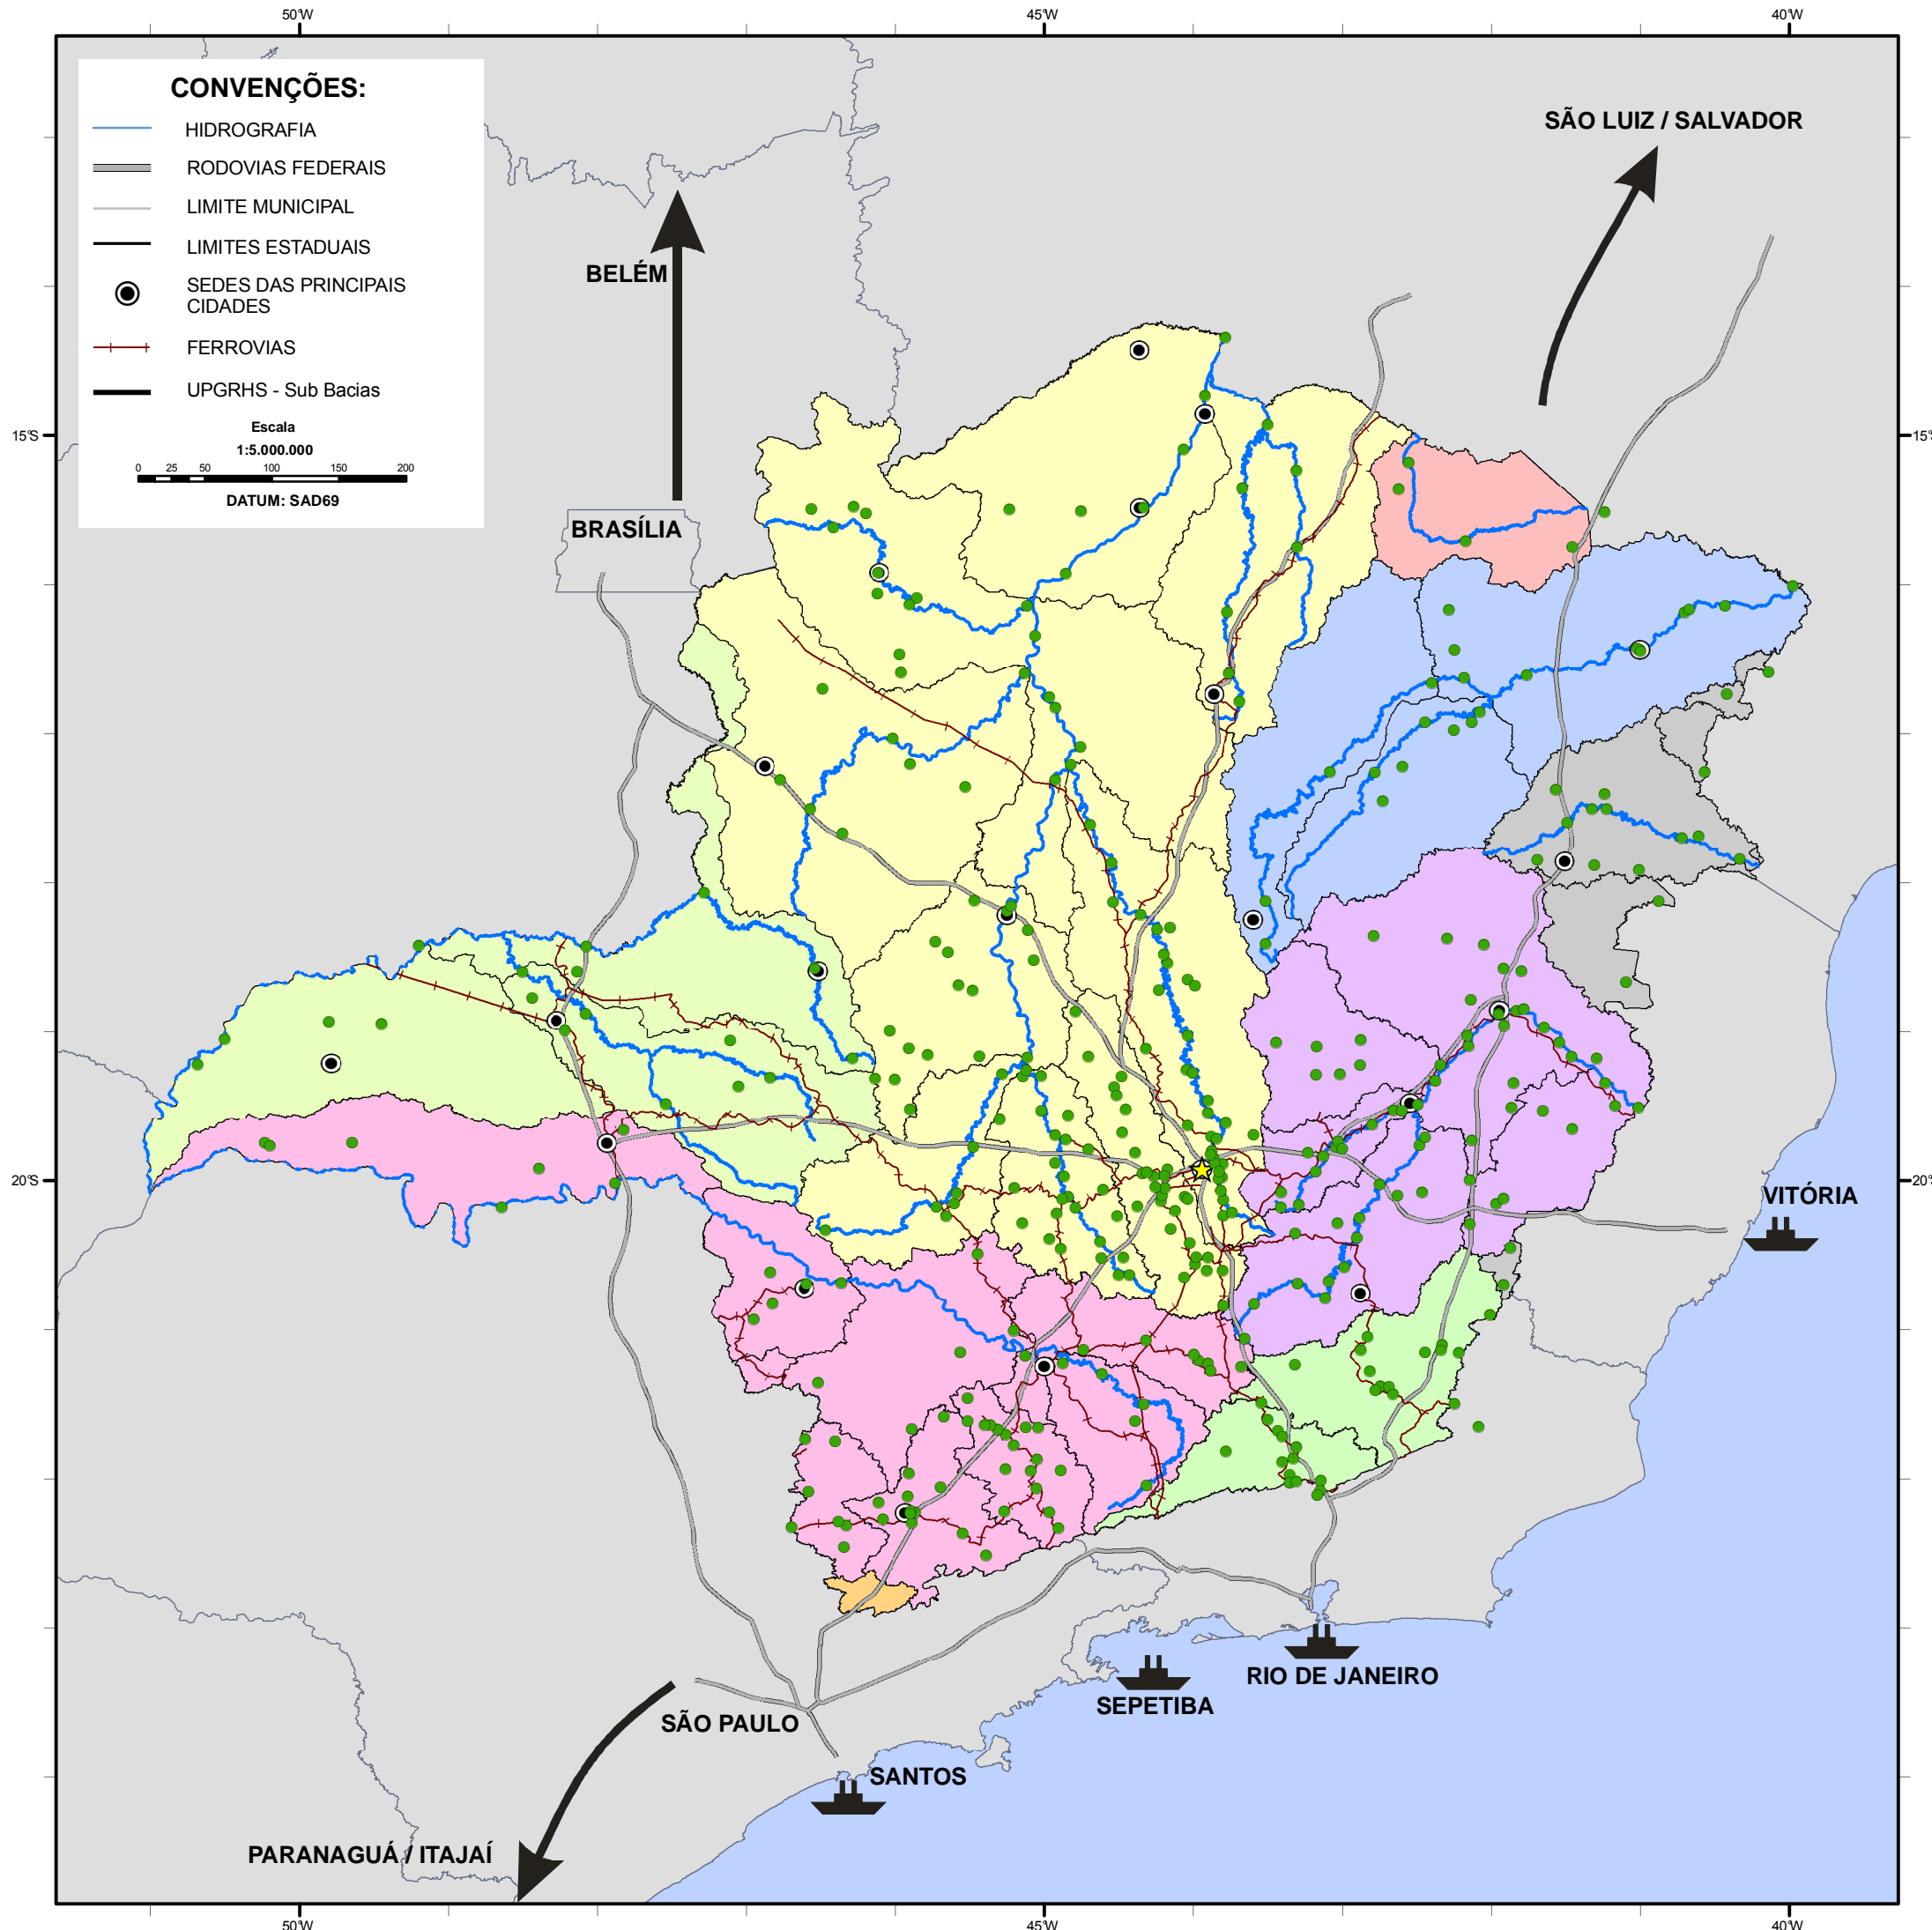 50°W
45°W
40°W
CONVENÇÕES:
HIDROGRAFIA
RODOVIAS FEDERAIS
LIMITE MUNICIPAL
LIMITES ESTADUAIS
SEDES DAS PRINCIPAIS
CIDADES
FERROVIAS
UPGRHS - Sub Bacias
Escala
1:5.000.000
0 25 50 100 150 200
DATUM: SAD69
SÃO LUIZ / SALVADOR
BELÉM
15°S
15°S
BRASÍLIA
20°S
20°S
VITÓRIA
RIO DE JANEIRO
SEPETIBA
SÃO PAULO
SANTOS
PARANAGUÁ / ITAJAÍ
50°W
45°W
40°W